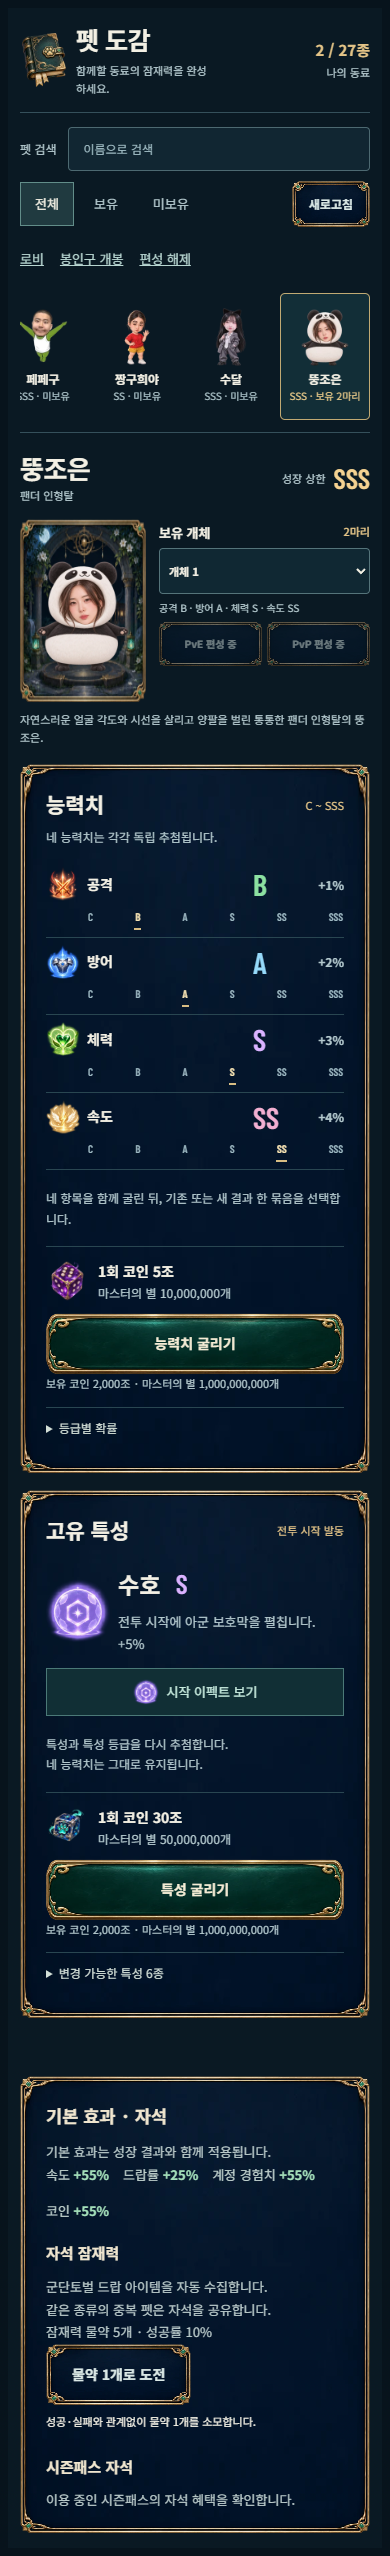 펫 도감
함께할 동료의 잠재력을 완성
하세요.
2 / 27종
나의 동료
펫 검색
이름으로 검색
전체
보유
미보유
새로고침
로비
봉인구 개봉
편성 해제
페페구
SSS · 미보유
짱구희야
SS · 미보유
수달
SSS · 미보유
뚱조은
SSS · 보유 2마리
뚱조은
팬더 인형탈
성장 상한 SSS
보유 개체
2마리
개체 1
공격 B · 방어 A · 체력 S · 속도 SS
PvE 편성 중
PvP 편성 중
자연스러운 얼굴 각도와 시선을 살리고 양팔을 벌린 통통한 팬더 인형탈의 뚱
조은.
능력치
C ~ SSS
네 능력치는 각각 독립 추첨됩니다.
공격 B +1%
C B A S SS SSS
방어 A +2%
C B A S SS SSS
체력 S +3%
C B A S SS SSS
속도 SS +4%
C B A S SS SSS
네 항목을 함께 굴린 뒤, 기존 또는 새 결과 한 묶음을 선택합
니다.
1회 코인 5조
마스터의 별 10,000,000개
능력치 굴리기
보유 코인 2,000조 · 마스터의 별 1,000,000,000개
▶ 등급별 확률
고유 특성
전투 시작 발동
수호 S
전투 시작에 아군 보호막을 펼칩니다.
+5%
시작 이펙트 보기
특성과 특성 등급을 다시 추첨합니다.
네 능력치는 그대로 유지됩니다.
1회 코인 30조
마스터의 별 50,000,000개
특성 굴리기
보유 코인 2,000조 · 마스터의 별 1,000,000,000개
▶ 변경 가능한 특성 6종
기본 효과 · 자석
기본 효과는 성장 결과와 함께 적용됩니다.
속도 +55% 드랍률 +25% 계정 경험치 +55%
코인 +55%
자석 잠재력
군단토벌 드랍 아이템을 자동 수집합니다.
같은 종류의 중복 펫은 자석을 공유합니다.
잠재력 물약 5개 · 성공률 10%
물약 1개로 도전
성공·실패와 관계없이 물약 1개를 소모합니다.
시즌패스 자석
이용 중인 시즌패스의 자석 혜택을 확인합니다.